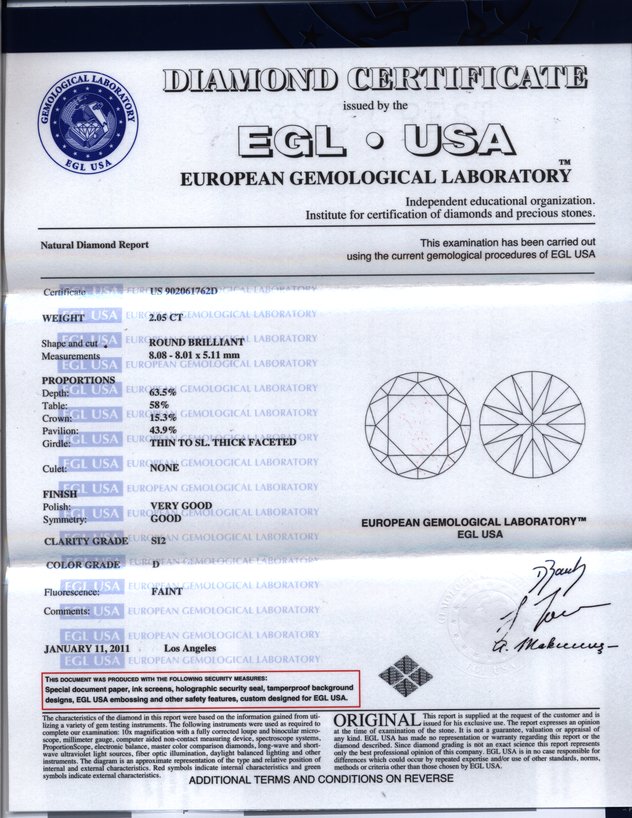 GEMOLOGICAL LABORATORY
EGL USA
DIAMOND CERTIFICATE
issued by the
EGL • USA
EUROPEAN GEMOLOGICAL LABORATORY™
Independent educational organization.
Institute for certification of diamonds and precious stones.
Natural Diamond Report
This examination has been carried out
using the current gemological procedures of EGL USA
Certificate US 902061762D
WEIGHT 2.05 CT
Shape and cut ROUND BRILLIANT
Measurements 8.08 - 8.01 x 5.11 mm
PROPORTIONS
Depth: 63.5%
Table: 58%
Crown: 15.3%
Pavilion: 43.9%
Girdle: THIN TO SL. THICK FACETED
Culet: NONE
FINISH
Polish: VERY GOOD
Symmetry: GOOD
CLARITY GRADE SI2
COLOR GRADE D
Fluorescence: FAINT
Comments:
JANUARY 11, 2011 Los Angeles
EUROPEAN GEMOLOGICAL LABORATORY™
EGL USA
THIS DOCUMENT WAS PRODUCED WITH THE FOLLOWING SECURITY MEASURES:
Special document paper, ink screens, holographic security seal, tamperproof background
designs, EGL USA embossing and other safety features, custom designed for EGL USA.
The characteristics of the diamond in this report were based on the information gained from uti-
lizing a variety of gem testing instruments. The following instruments were used as required to
complete our examination: 10x magnification with a fully corrected loupe and binocular micro-
scope, millimeter gauge, computer aided non-contact measuring device, spectroscope systems,
ProportionScope, electronic balance, master color comparison diamonds, long-wave and short-
wave ultraviolet light sources, fiber optic illumination, daylight balanced lighting and other
instruments. The diagram is an approximate representation of the type and relative position of
internal and external characteristics. Red symbols indicate internal characteristics and green
symbols indicate external characteristics.
ORIGINAL This report is supplied at the request of the customer and is
issued for his exclusive use. The report expresses an opinion
at the time of examination of the stone. It is not a guarantee, valuation or appraisal of
any kind. EGL USA has made no representation or warranty regarding this report or the
diamond described. Since diamond grading is not an exact science this report represents
only the best professional opinion of this company. EGL USA is in no case responsible for
differences which could occur by repeated expertise and/or use of other standards, norms,
methods or criteria other than those chosen by EGL USA.
ADDITIONAL TERMS AND CONDITIONS ON REVERSE